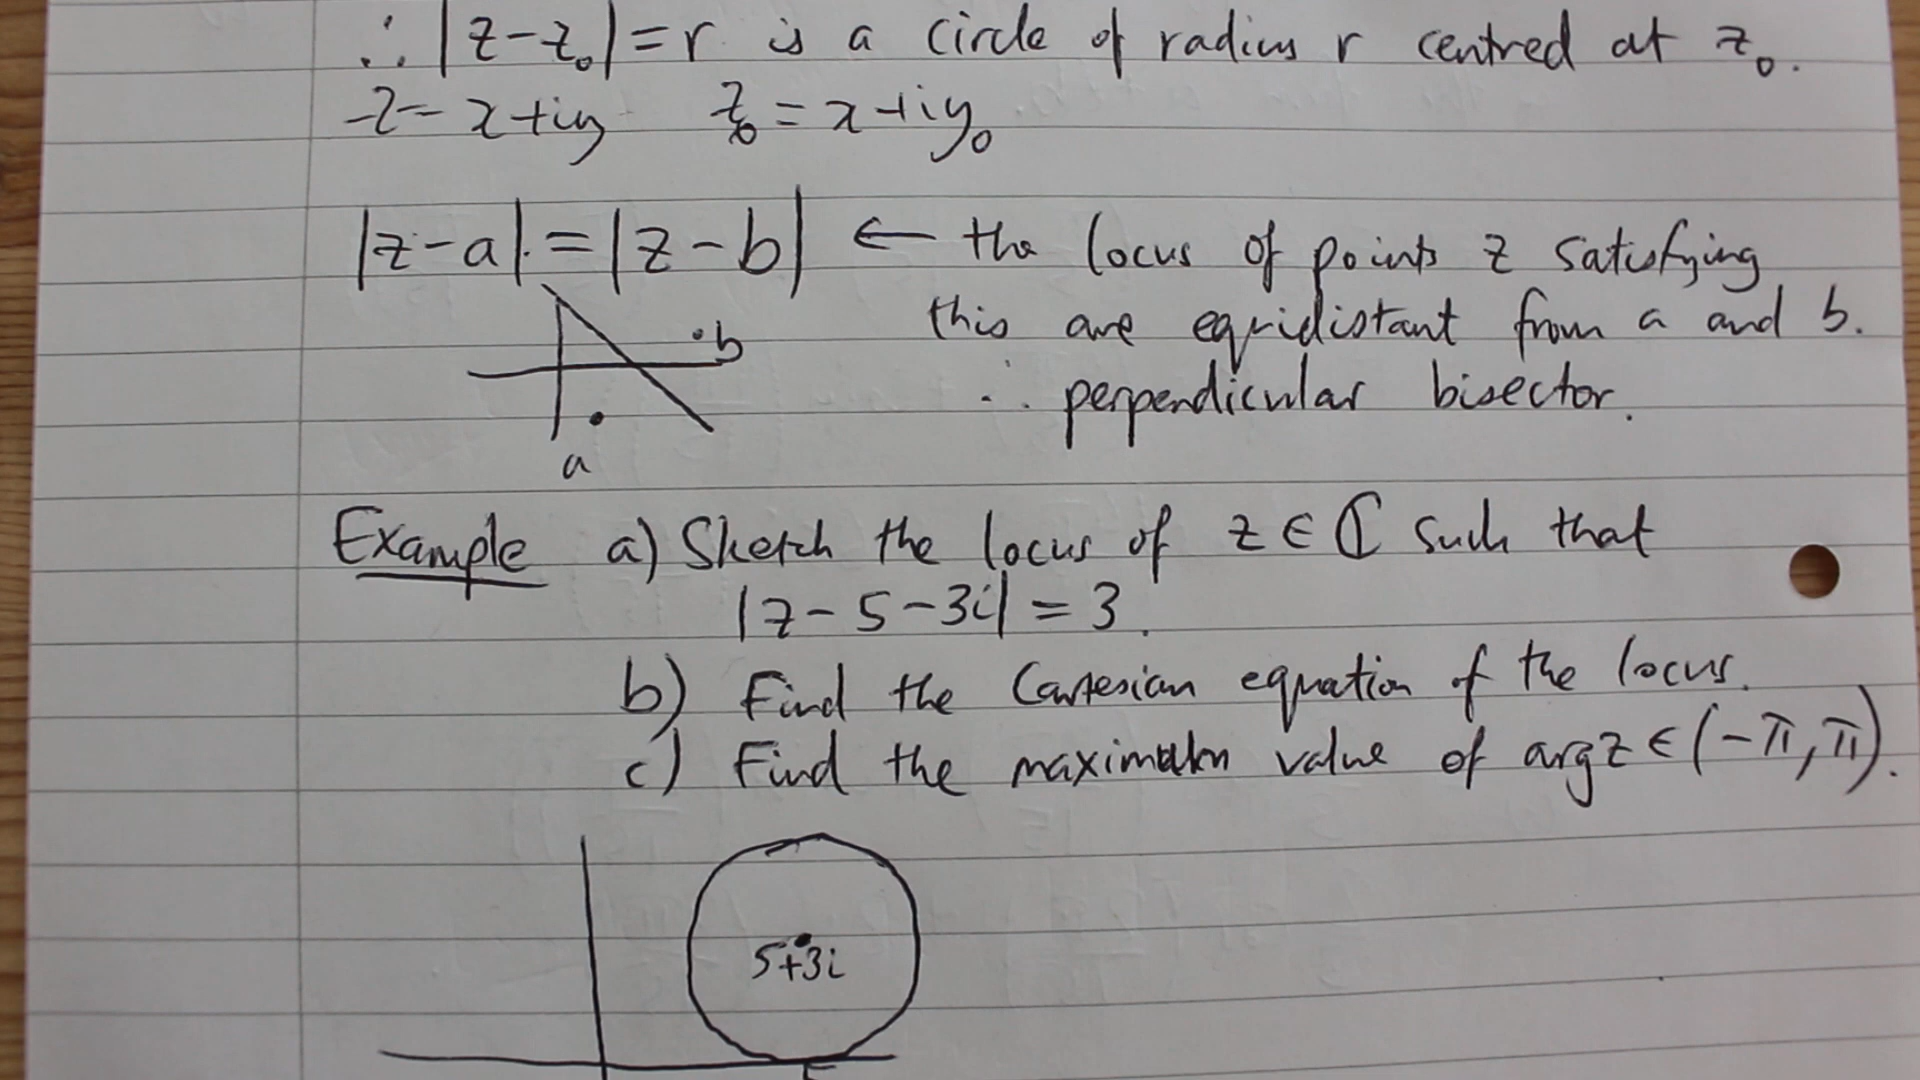 ∴ |z-z₀| = r is a circle of radius r centred at z₀.
z = x+iy z₀ = x+iy₀
|z-a| = |z-b| ← the locus of points z satisfying
this are equidistant from a and b.
∴ perpendicular bisector.
b
a
Example a) Sketch the locus of z ∈ ℂ such that
|z-5-3i| = 3.
b) Find the Cartesian equation of the locus.
c) Find the maximum value of arg z ∈ (-π, π).
5+3i